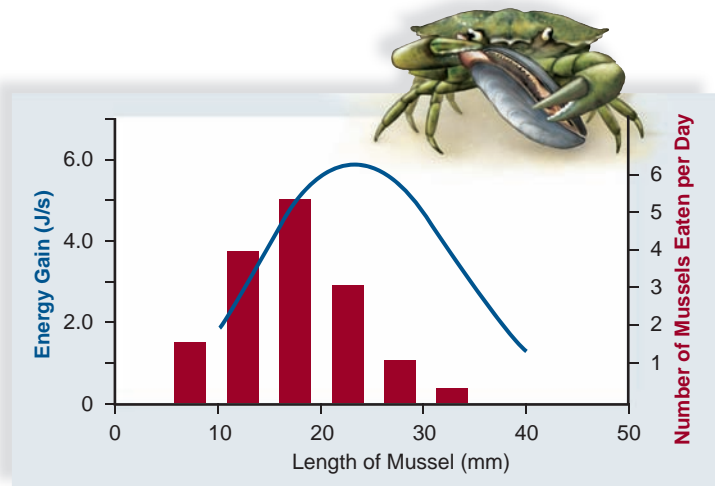 Energy Gain (J/s)
6.0
4.0
2.0
0
Number of Mussels Eaten per Day
6
5
4
3
2
1
0 10 20 30 40 50
Length of Mussel (mm)